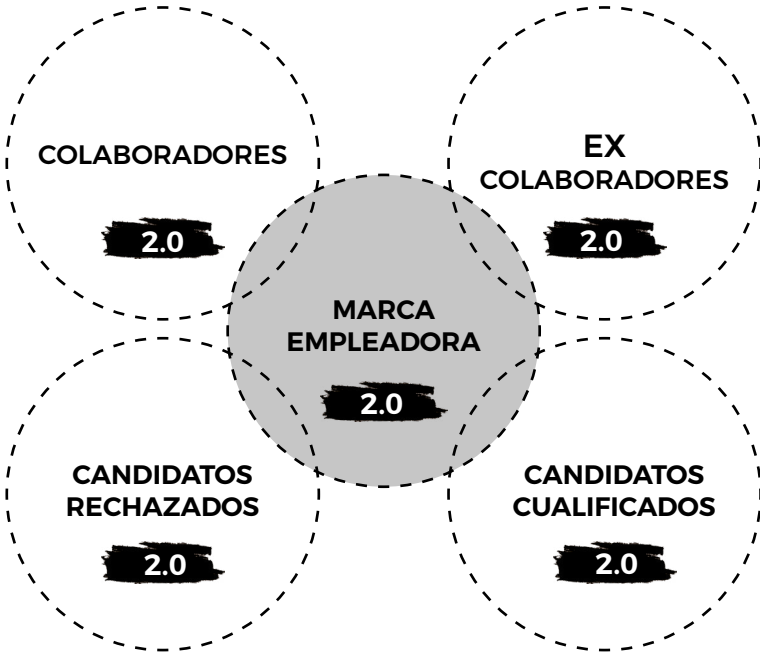 COLABORADORES
2.0
EX
COLABORADORES
2.0
MARCA
EMPLEADORA
2.0
CANDIDATOS
RECHAZADOS
2.0
CANDIDATOS
CUALIFICADOS
2.0